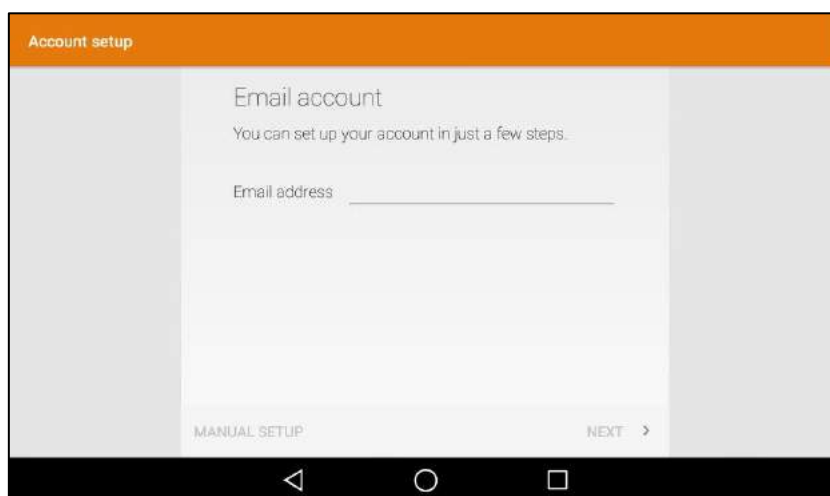 Account setup
Email account
You can set up your account in just a few steps.
Email address
MANUAL SETUP
NEXT